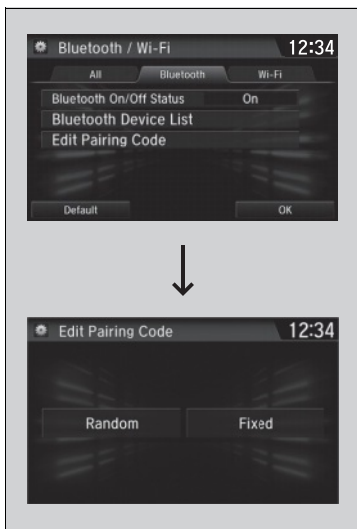 Bluetooth / Wi-Fi 12:34
All Bluetooth Wi-Fi
Bluetooth On/Off Status On
Bluetooth Device List
Edit Pairing Code
Default OK
Edit Pairing Code 12:34
Random Fixed